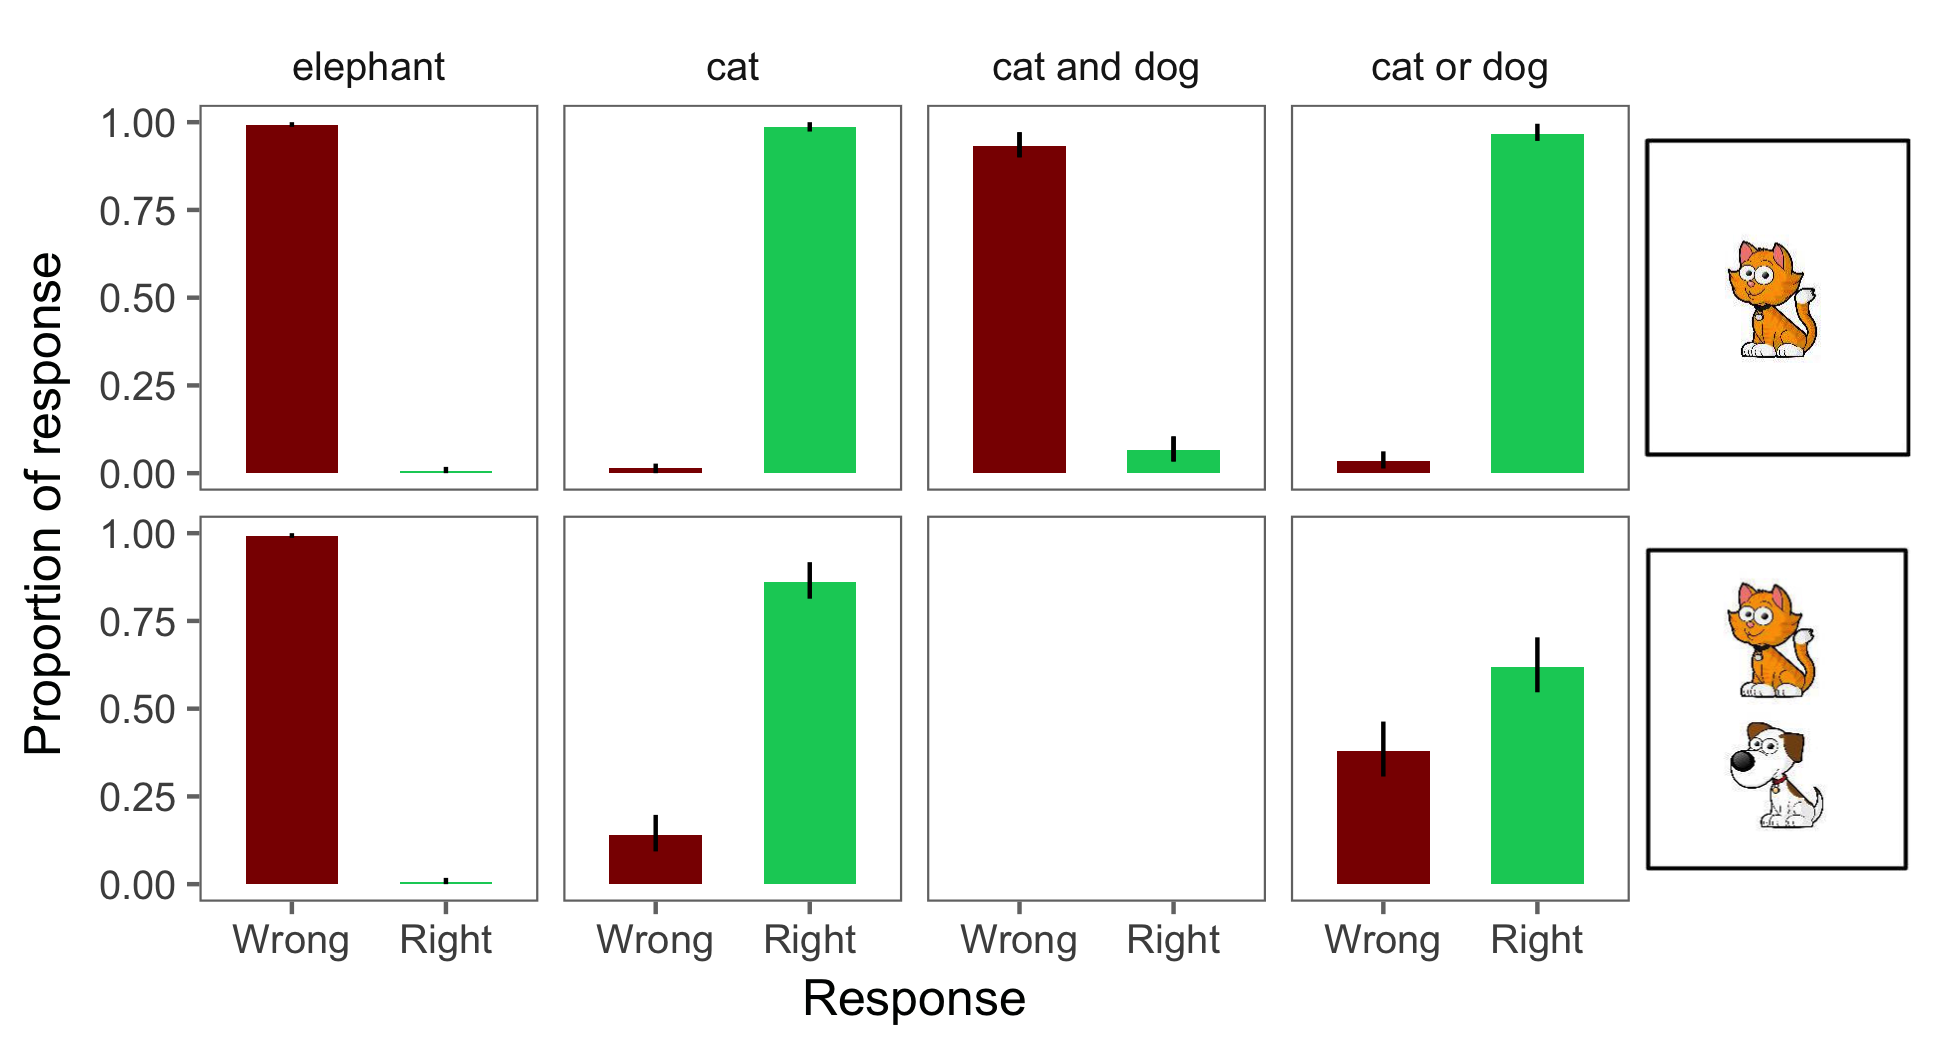 elephant cat cat and dog cat or dog
Proportion of response
1.00
0.75
0.50
0.25
0.00
1.00
0.75
0.50
0.25
0.00
Wrong Right Wrong Right Wrong Right Wrong Right
Response